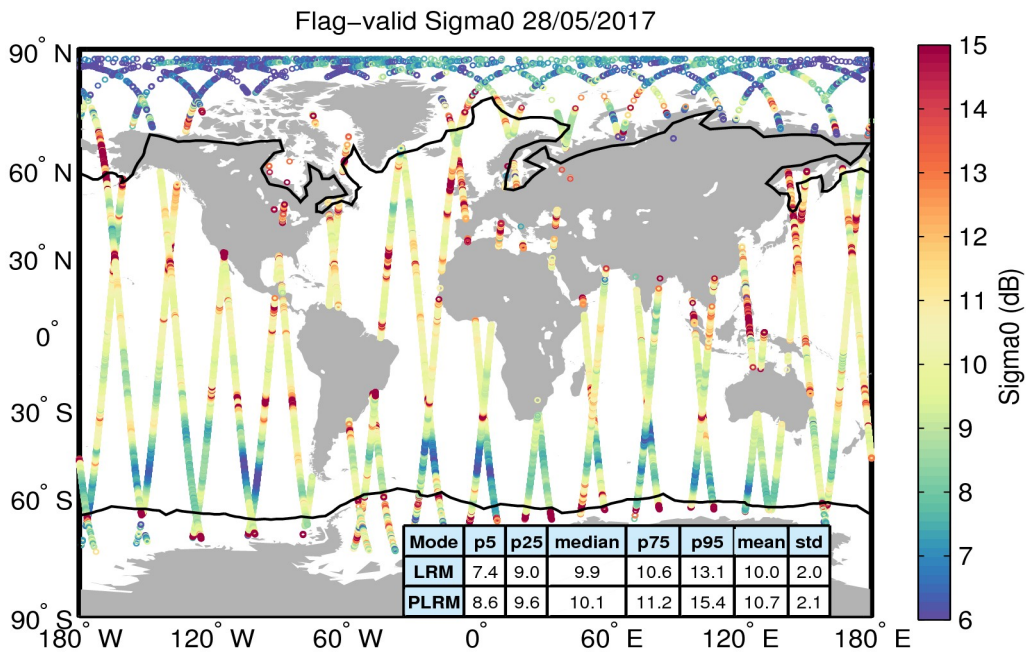 Flag-valid Sigma0 28/05/2017
90° N
60° N
30° N
0°
30° S
60° S
90° S
180° W
120° W
60° W
0°
60° E
120° E
180° E
Mode p5 p25 median p75 p95 mean std
LRM 7.4 9.0 9.9 10.6 13.1 10.0 2.0
PLRM 8.6 9.6 10.1 11.2 15.4 10.7 2.1
15
14
13
12
11
10
9
8
7
6
Sigma0 (dB)